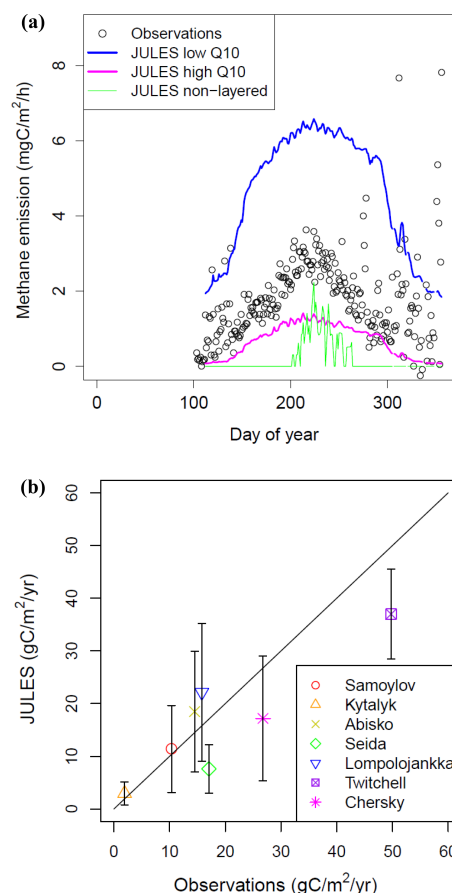 (a)
Observations
JULES low Q10
JULES high Q10
JULES non−layered
Methane emission (mgC/m²/h)
8
6
4
2
0
0 100 200 300
Day of year
(b)
JULES (gC/m²/yr)
60
50
40
30
20
10
0
Samoylov
Kytalyk
Abisko
Seida
Lompolojankka
Twitchell
Chersky
0 10 20 30 40 50 60
Observations (gC/m²/yr)